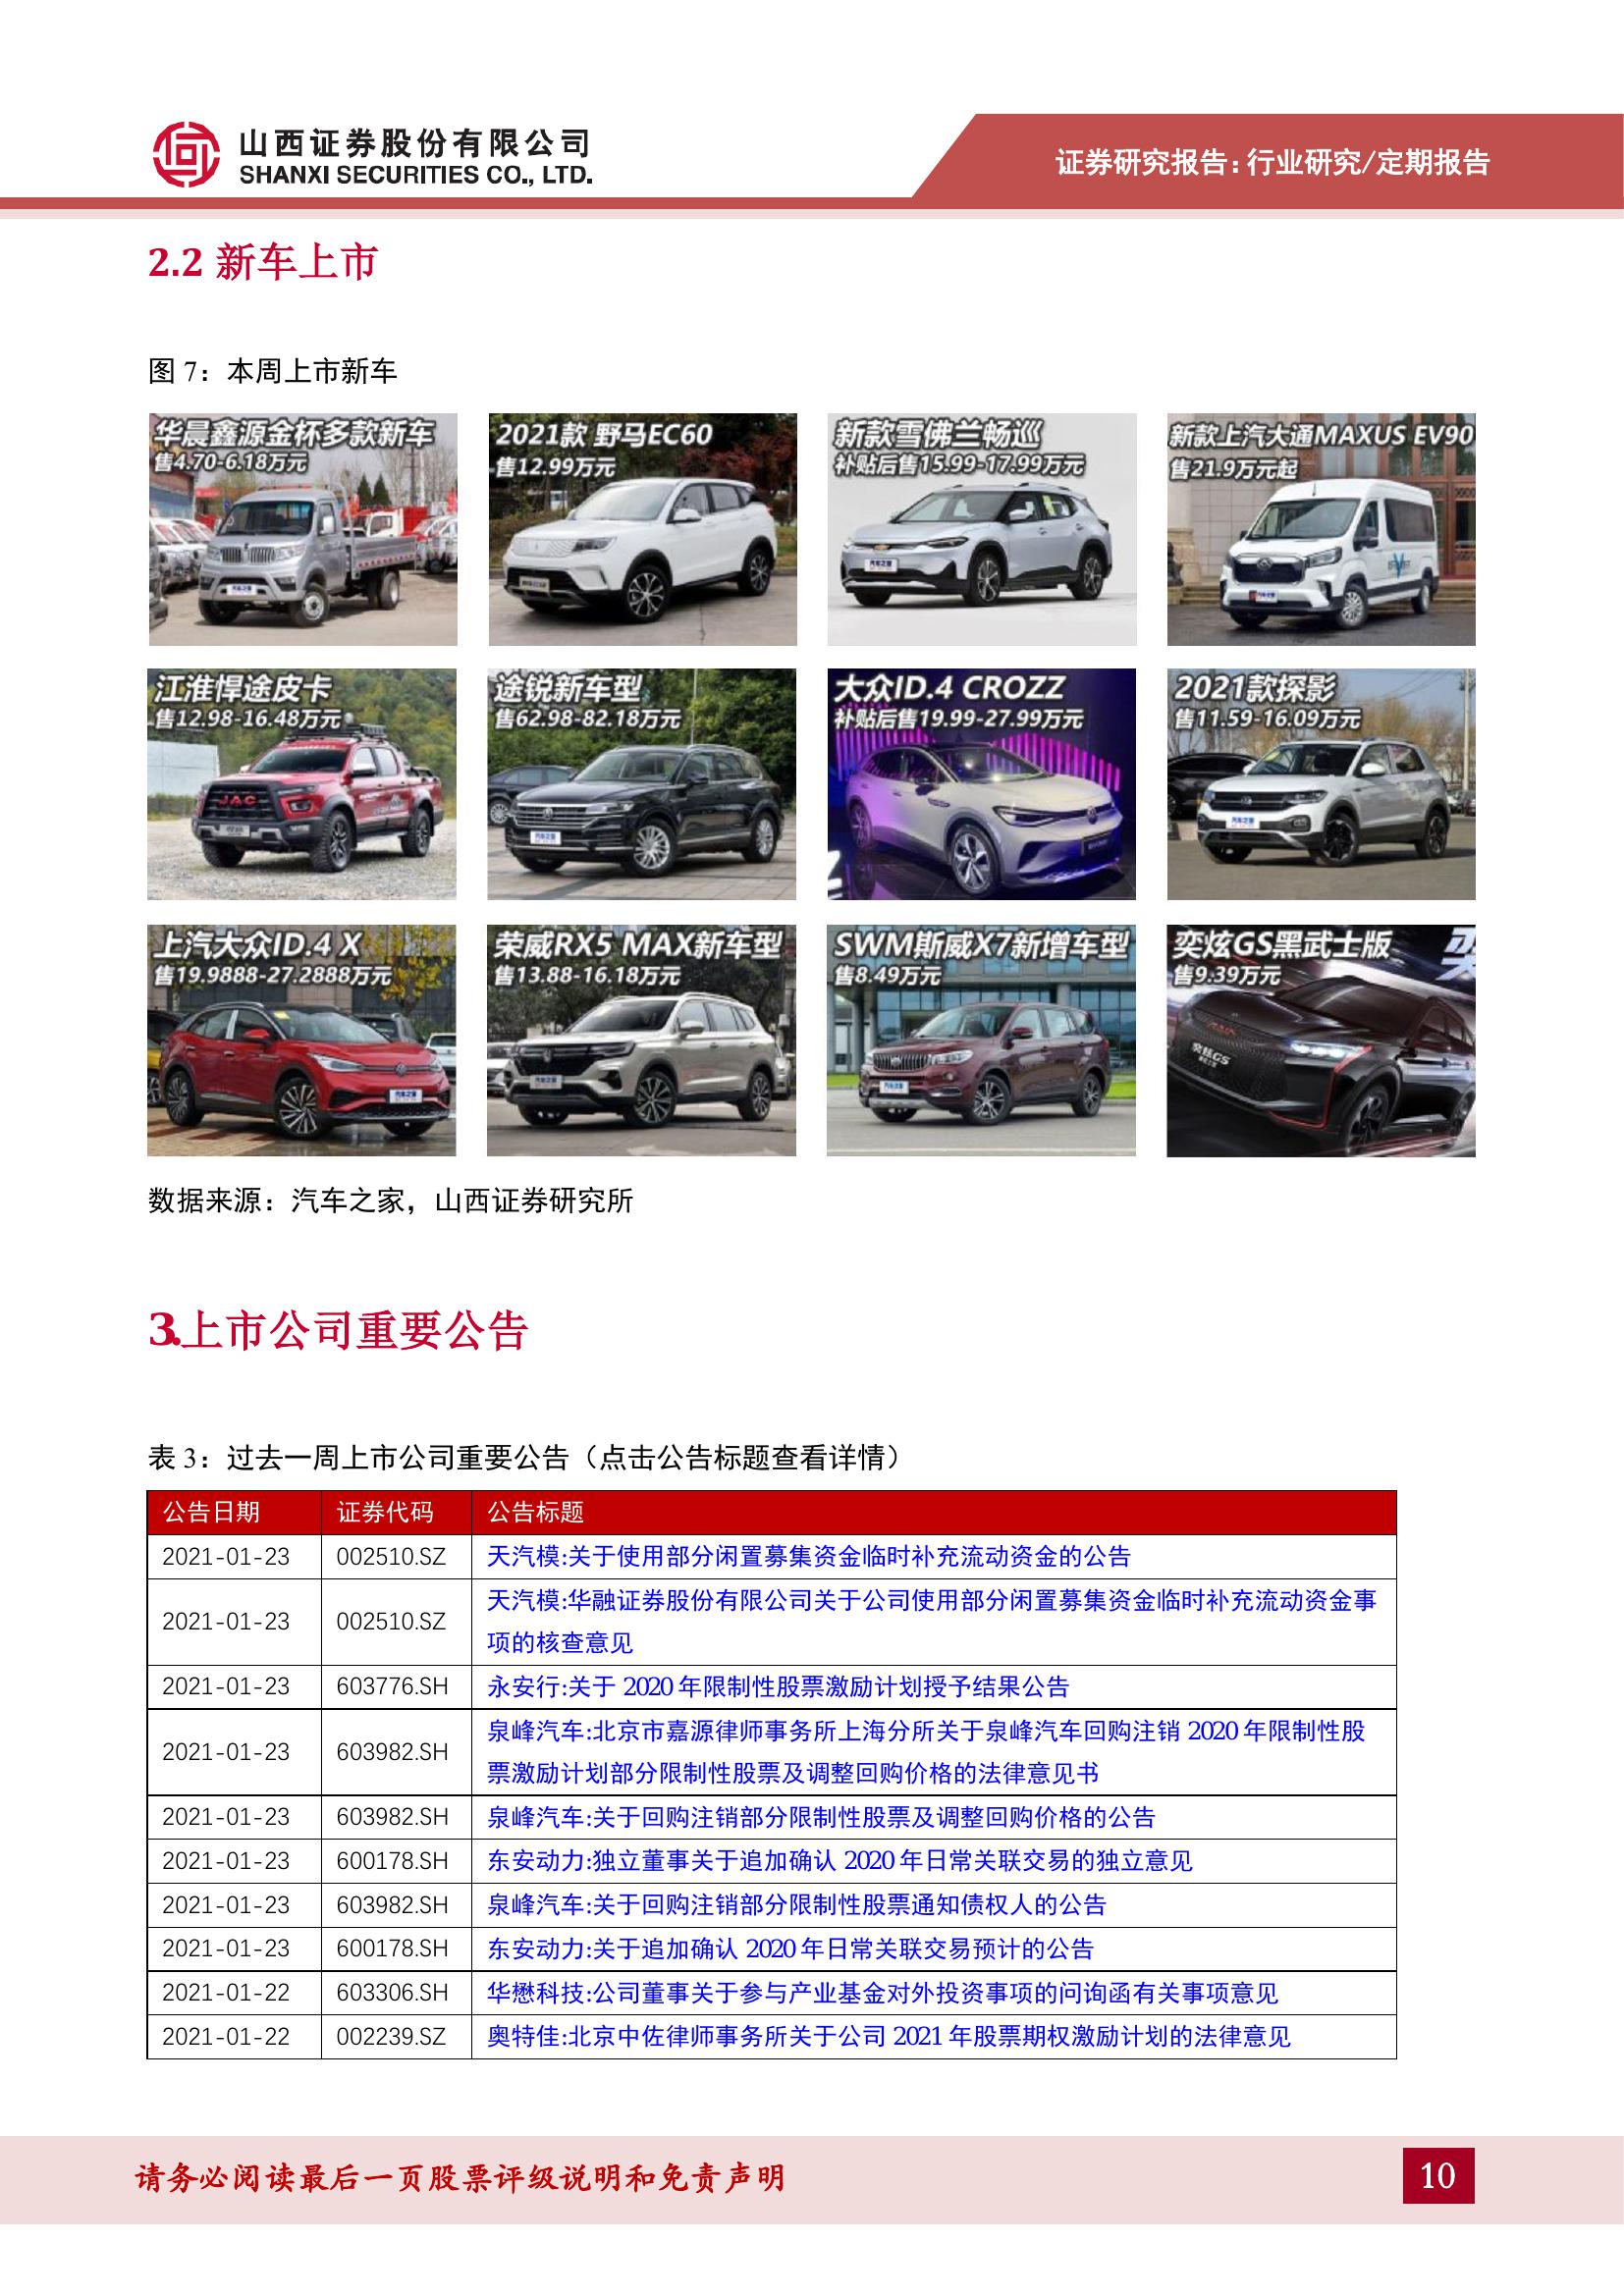 山西证券股份有限公司
SHANXI SECURITIES CO., LTD.
证券研究报告:行业研究/定期报告
2.2 新车上市
图 7：本周上市新车
华晨鑫源金杯多款新车
售4.70-6.18万元
2021款 野马EC60
售12.99万元
新款雪佛兰畅巡
补贴后售15.99-17.99万元
新款上汽大通MAXUS EV90
售21.9万元起
江淮悍途皮卡
售12.98-16.48万元
JAC
途锐新车型
售62.98-82.18万元
汽车之家
大众ID.4 CROZZ
补贴后售19.99-27.99万元
2021款探影
售11.59-16.09万元
汽车之家
上汽大众ID.4 X
售19.9888-27.2888万元
汽车之家
荣威RX5 MAX新车型
售13.88-16.18万元
SWM斯威X7新增车型
售8.49万元
汽车之家
奕炫GS黑武士版
售9.39万元
奕炫GS
数据来源：汽车之家，山西证券研究所
3.上市公司重要公告
表 3：过去一周上市公司重要公告（点击公告标题查看详情）
公告日期 证券代码 公告标题
2021-01-23 002510.SZ 天汽模:关于使用部分闲置募集资金临时补充流动资金的公告
2021-01-23 002510.SZ 天汽模:华融证券股份有限公司关于公司使用部分闲置募集资金临时补充流动资金事
项的核查意见
2021-01-23 603776.SH 永安行:关于 2020 年限制性股票激励计划授予结果公告
2021-01-23 603982.SH 泉峰汽车:北京市嘉源律师事务所上海分所关于泉峰汽车回购注销 2020 年限制性股
票激励计划部分限制性股票及调整回购价格的法律意见书
2021-01-23 603982.SH 泉峰汽车:关于回购注销部分限制性股票及调整回购价格的公告
2021-01-23 600178.SH 东安动力:独立董事关于追加确认 2020 年日常关联交易的独立意见
2021-01-23 603982.SH 泉峰汽车:关于回购注销部分限制性股票通知债权人的公告
2021-01-23 600178.SH 东安动力:关于追加确认 2020 年日常关联交易预计的公告
2021-01-22 603306.SH 华懋科技:公司董事关于参与产业基金对外投资事项的问询函有关事项意见
2021-01-22 002239.SZ 奥特佳:北京中佐律师事务所关于公司 2021 年股票期权激励计划的法律意见
请务必阅读最后一页股票评级说明和免责声明
10